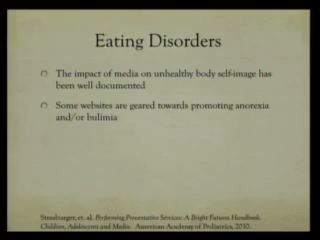 Eating Disorders
The impact of media on unhealthy body self-image has
been well documented
Some websites are geared towards promoting anorexia
and/or bulimia
Strasburger, et. al. Performing Preventative Services: A Bright Futures Handbook.
Children, Adolescents and Media. American Academy of Pediatrics, 2010.